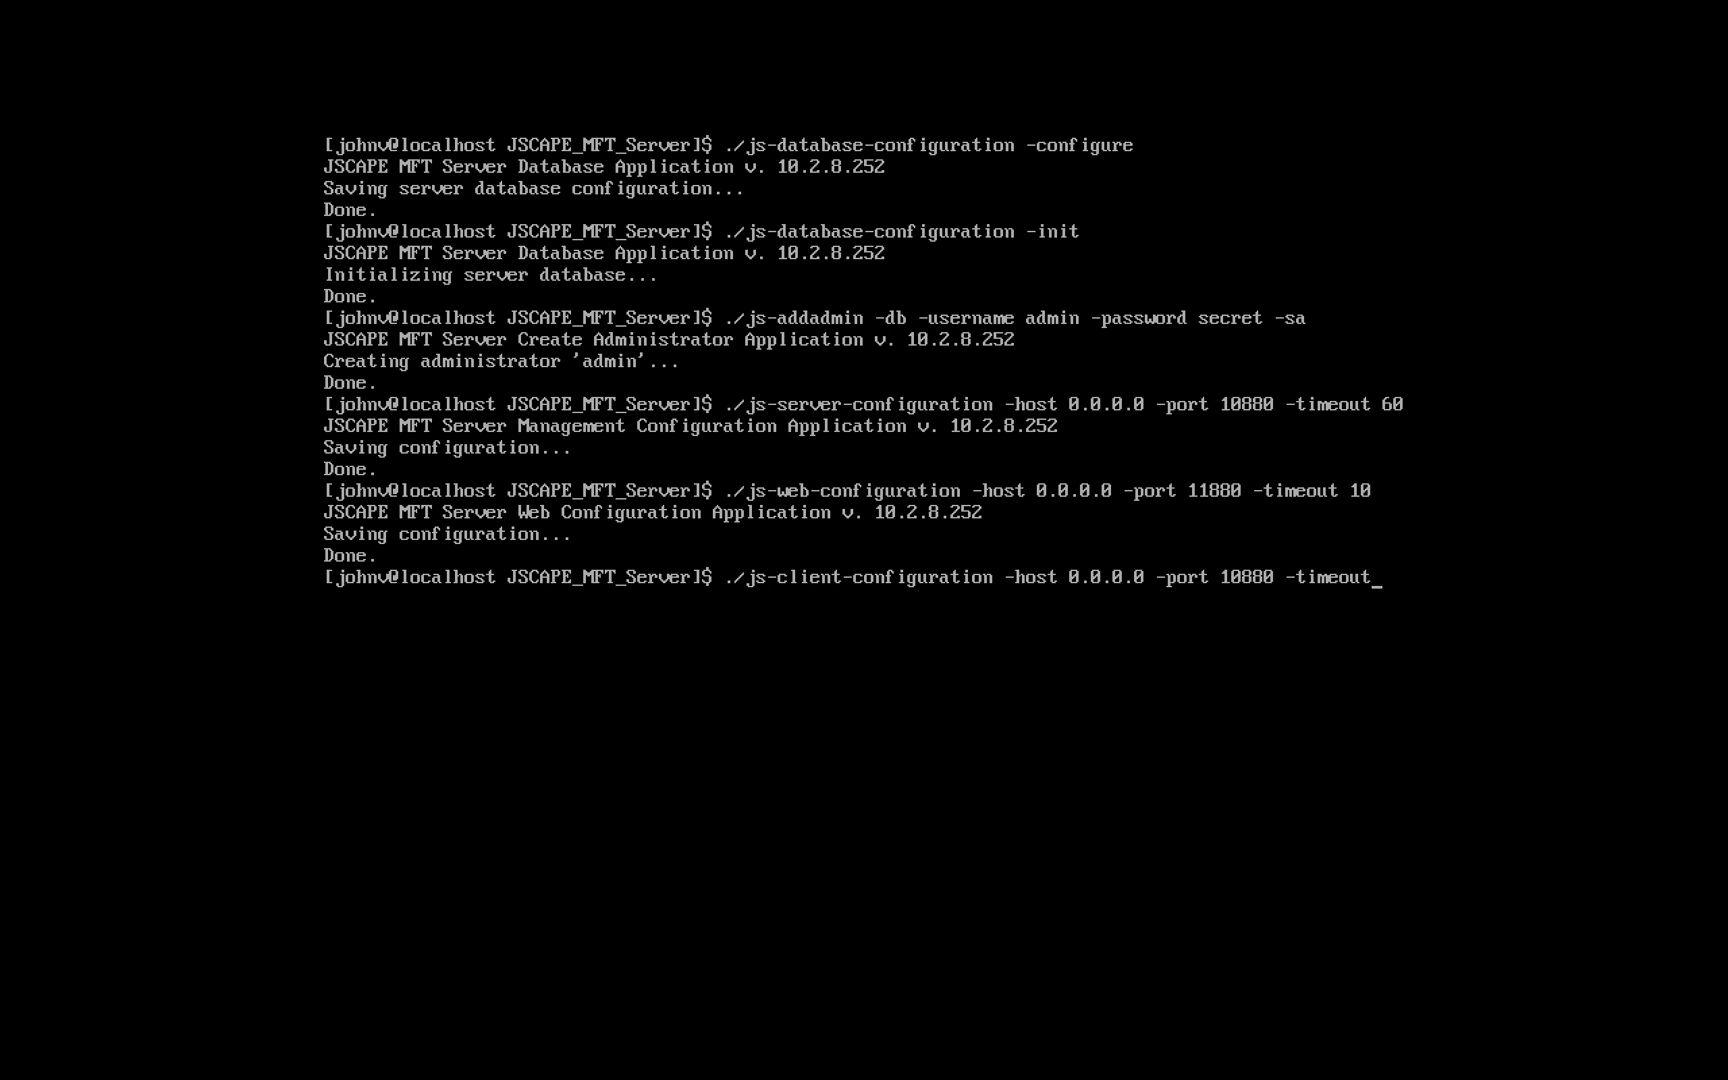 [johnv@localhost JSCAPE_MFT_Server]$ ./js-database-configuration -configure
JSCAPE MFT Server Database Application v. 10.2.8.252
Saving server database configuration...
Done.
[johnv@localhost JSCAPE_MFT_Server]$ ./js-database-configuration -init
JSCAPE MFT Server Database Application v. 10.2.8.252
Initializing server database...
Done.
[johnv@localhost JSCAPE_MFT_Server]$ ./js-addadmin -db -username admin -password secret -sa
JSCAPE MFT Server Create Administrator Application v. 10.2.8.252
Creating administrator 'admin'...
Done.
[johnv@localhost JSCAPE_MFT_Server]$ ./js-server-configuration -host 0.0.0.0 -port 10880 -timeout 60
JSCAPE MFT Server Management Configuration Application v. 10.2.8.252
Saving configuration...
Done.
[johnv@localhost JSCAPE_MFT_Server]$ ./js-web-configuration -host 0.0.0.0 -port 11880 -timeout 10
JSCAPE MFT Server Web Configuration Application v. 10.2.8.252
Saving configuration...
Done.
[johnv@localhost JSCAPE_MFT_Server]$ ./js-client-configuration -host 0.0.0.0 -port 10880 -timeout_